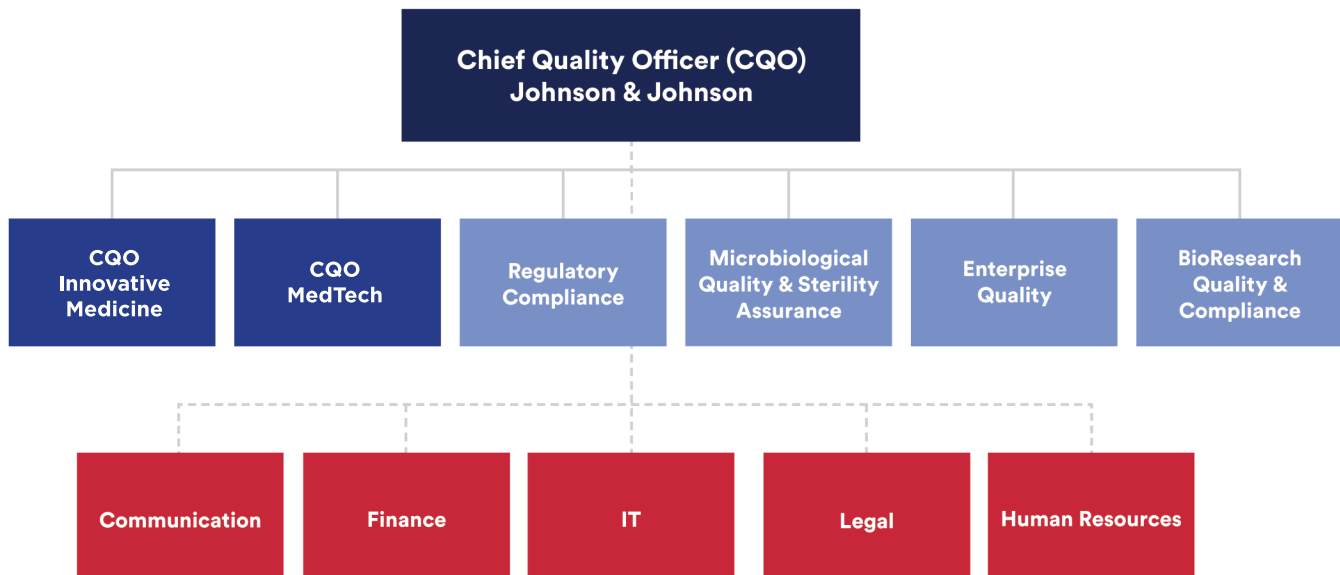 Chief Quality Officer (CQO)
Johnson & Johnson
CQO
Innovative
Medicine
CQO
MedTech
Regulatory
Compliance
Microbiological
Quality & Sterility
Assurance
Enterprise
Quality
BioResearch
Quality &
Compliance
Communication
Finance
IT
Legal
Human Resources